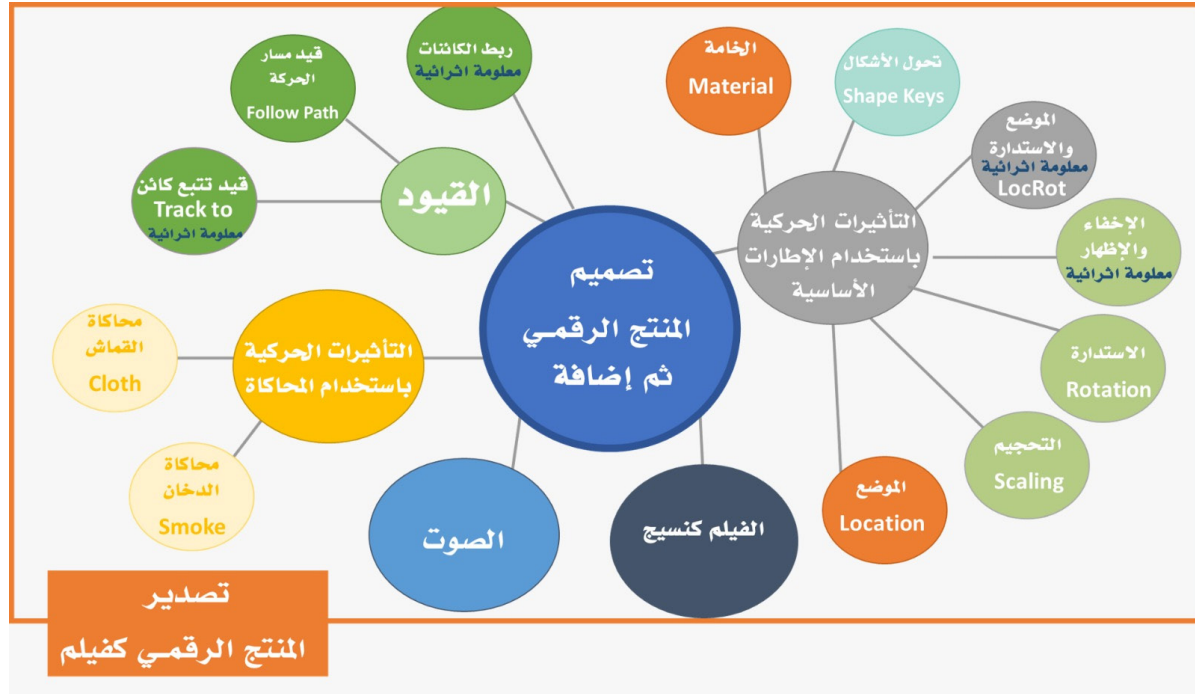 تصميم
المنتج الرقمي
ثم إضافة
التأثيرات الحركية
باستخدام الإطارات
الأساسية
الخامة
Material
تحول الأشكال
Shape Keys
الموضع
والاستدارة
معلومة اثرائية
LocRot
الإخفاء
والإظهار
معلومة اثرائية
الاستدارة
Rotation
التحجيم
Scaling
الموضع
Location
ربط الكائنات
معلومة اثرائية
القيود
قيد مسار
الحركة
Follow Path
قيد تتبع كائن
Track to
معلومة اثرائية
التأثيرات الحركية
باستخدام المحاكاة
محاكاة
القماش
Cloth
محاكاة
الدخان
Smoke
الفيلم كنسيج
الصوت
تصدير
المنتج الرقمي كفيلم